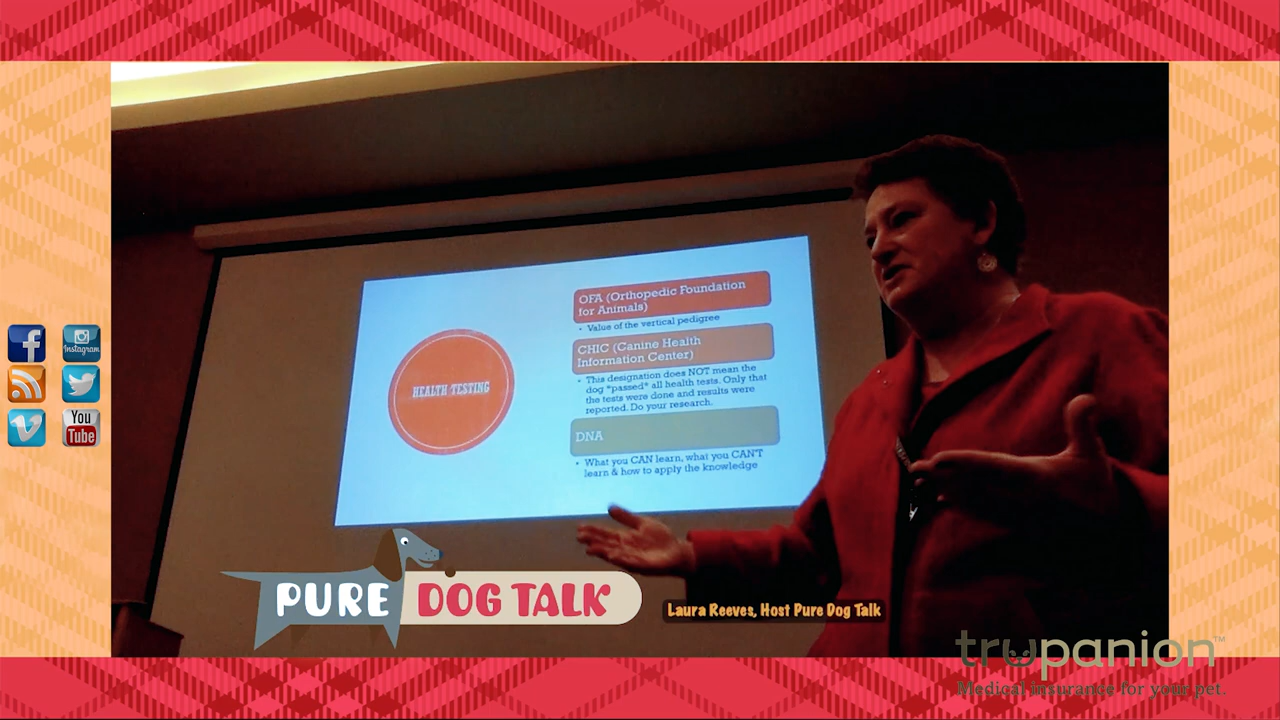 OFA (Orthopedic Foundation
for Animals)
• Value of the vertical pedigree
CHIC (Canine Health
Information Center)
• This designation does NOT mean the
dog *passed* all health tests. Only that
the tests were done and results were
reported. Do your research.
DNA
• What you CAN learn, what you CAN'T
learn & how to apply the knowledge
HEALTH TESTING
Instagram
You
Tube
PURE DOG TALK
Laura Reeves, Host Pure Dog Talk
trupanion™
Medical insurance for your pet.